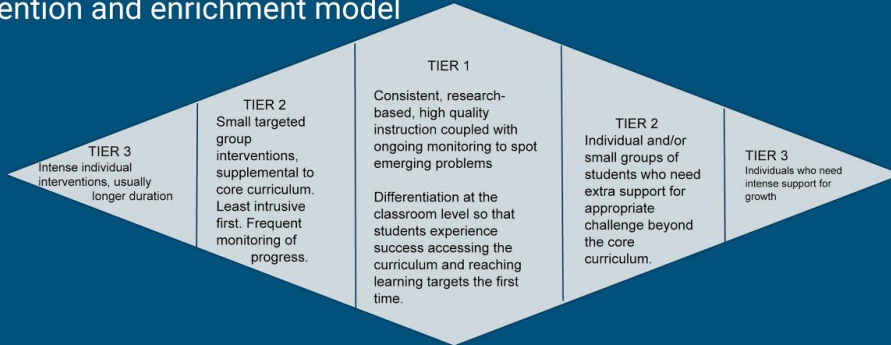 ention and enrichment model
TIER 3
Intense individual
interventions, usually
longer duration
TIER 2
Small targeted
group
interventions,
supplemental to
core curriculum.
Least intrusive
first. Frequent
monitoring of
progress.
TIER 1
Consistent, research-
based, high quality
instruction coupled with
ongoing monitoring to spot
emerging problems
Differentiation at the
classroom level so that
students experience
success accessing the
curriculum and reaching
learning targets the first
time.
TIER 2
Individual and/or
small groups of
students who need
extra support for
appropriate
challenge beyond
the core
curriculum.
TIER 3
Individuals who need
intense support for
growth